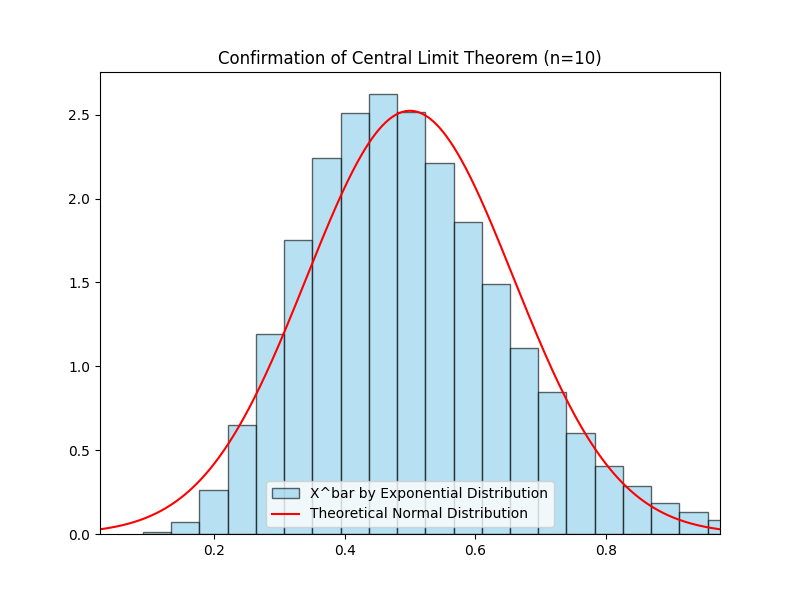 Confirmation of Central Limit Theorem (n=10)
2.5
2.0
1.5
1.0
0.5
0.0
X^bar by Exponential Distribution
Theoretical Normal Distribution
0.2 0.4 0.6 0.8